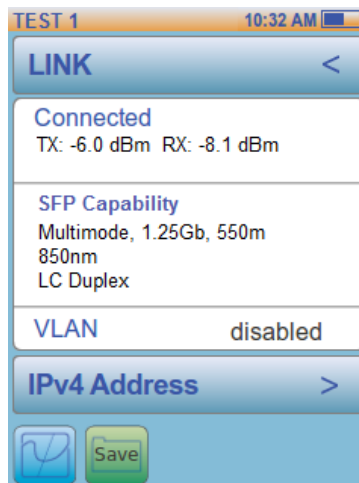 TEST 1 10:32 AM
LINK <
Connected
TX: -6.0 dBm RX: -8.1 dBm
SFP Capability
Multimode, 1.25Gb, 550m
850nm
LC Duplex
VLAN disabled
IPv4 Address >
Save